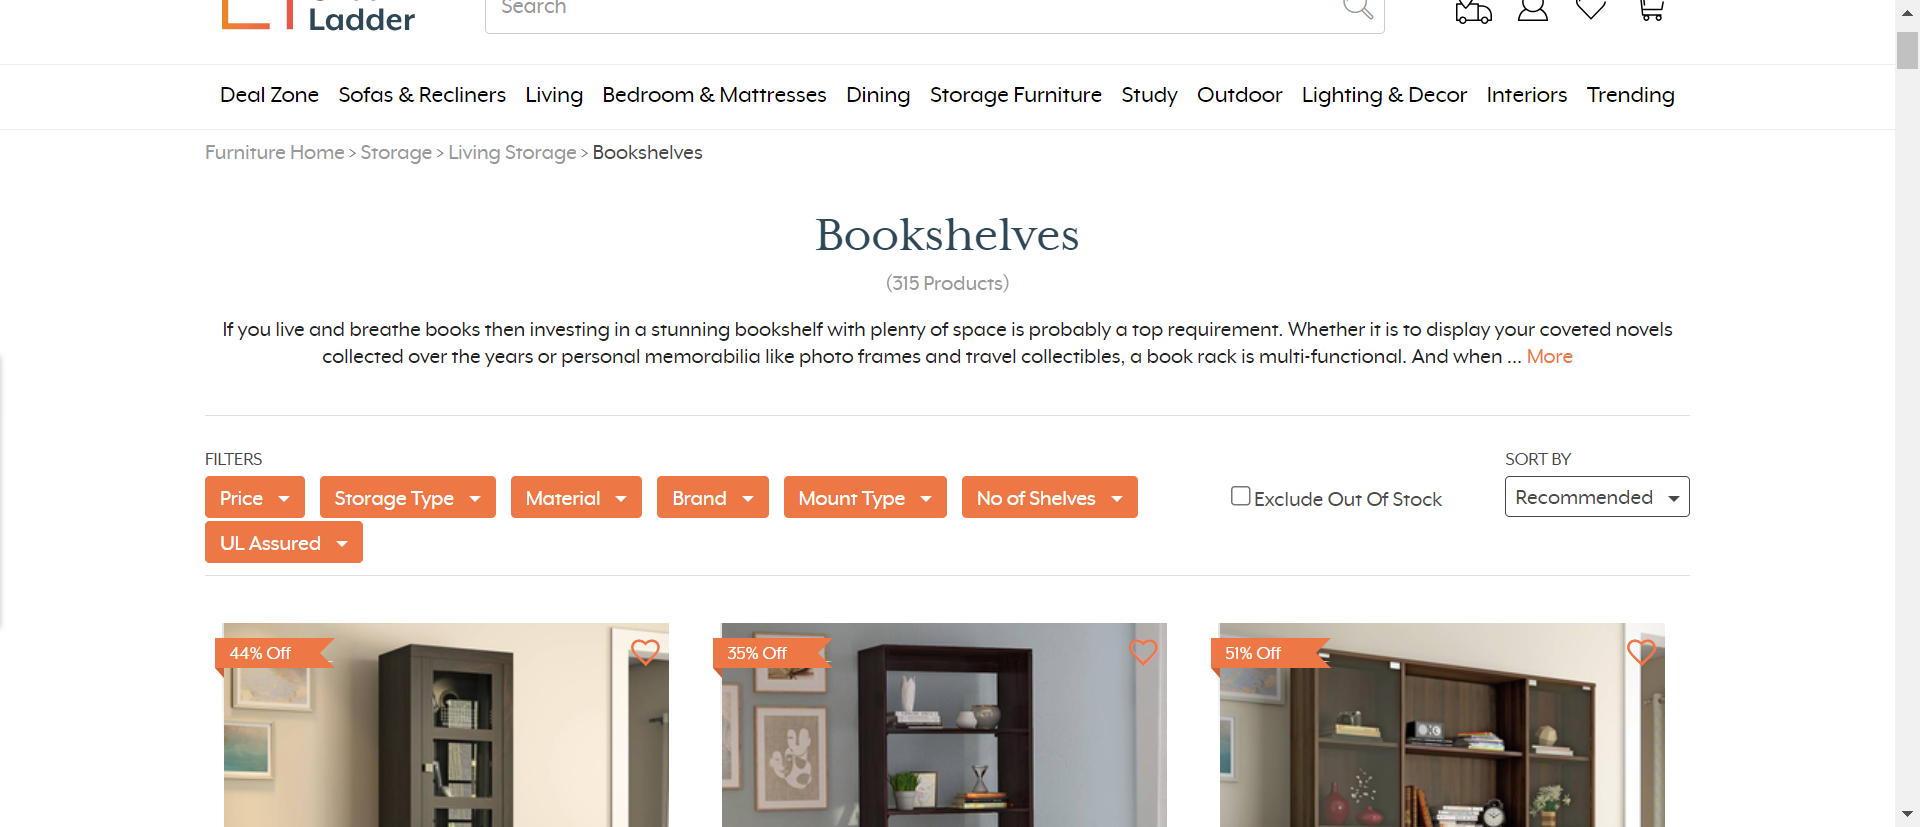 Ladder
Search
Deal Zone Sofas & Recliners Living Bedroom & Mattresses Dining Storage Furniture Study Outdoor Lighting & Decor Interiors Trending
Furniture Home > Storage > Living Storage > Bookshelves
Bookshelves
(315 Products)
If you live and breathe books then investing in a stunning bookshelf with plenty of space is probably a top requirement. Whether it is to display your coveted novels
collected over the years or personal memorabilia like photo frames and travel collectibles, a book rack is multi-functional. And when ... More
FILTERS
SORT BY
Price Storage Type Material Brand Mount Type No of Shelves Exclude Out Of Stock Recommended
UL Assured
44% Off 35% Off 51% Off